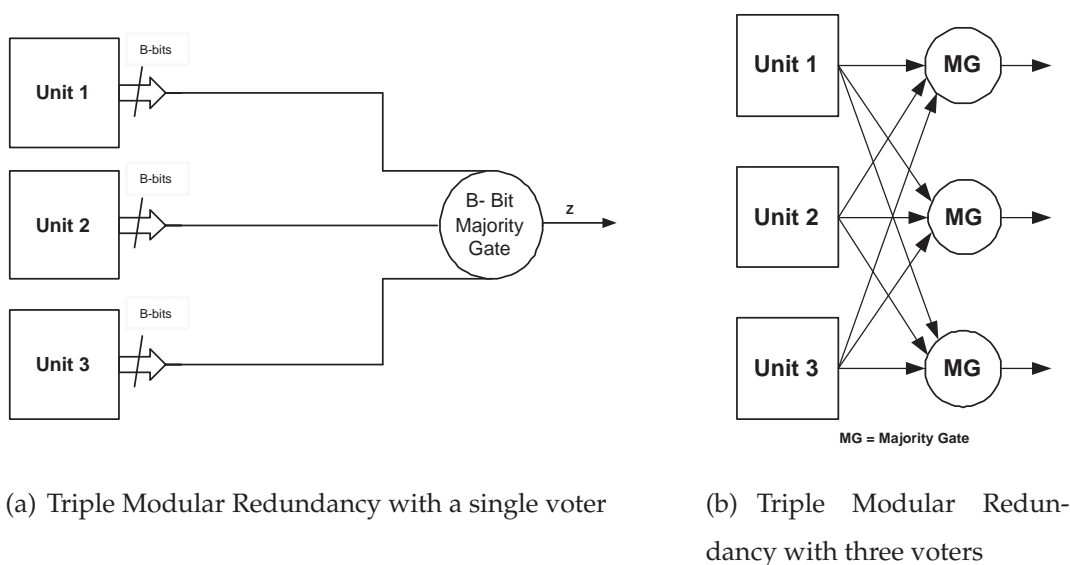 B-bits
Unit 1
B-bits
Unit 2
B- Bit
Majority
Gate
z
B-bits
Unit 3
(a) Triple Modular Redundancy with a single voter
Unit 1
MG
Unit 2
MG
Unit 3
MG
MG = Majority Gate
(b) Triple Modular Redun-
dancy with three voters